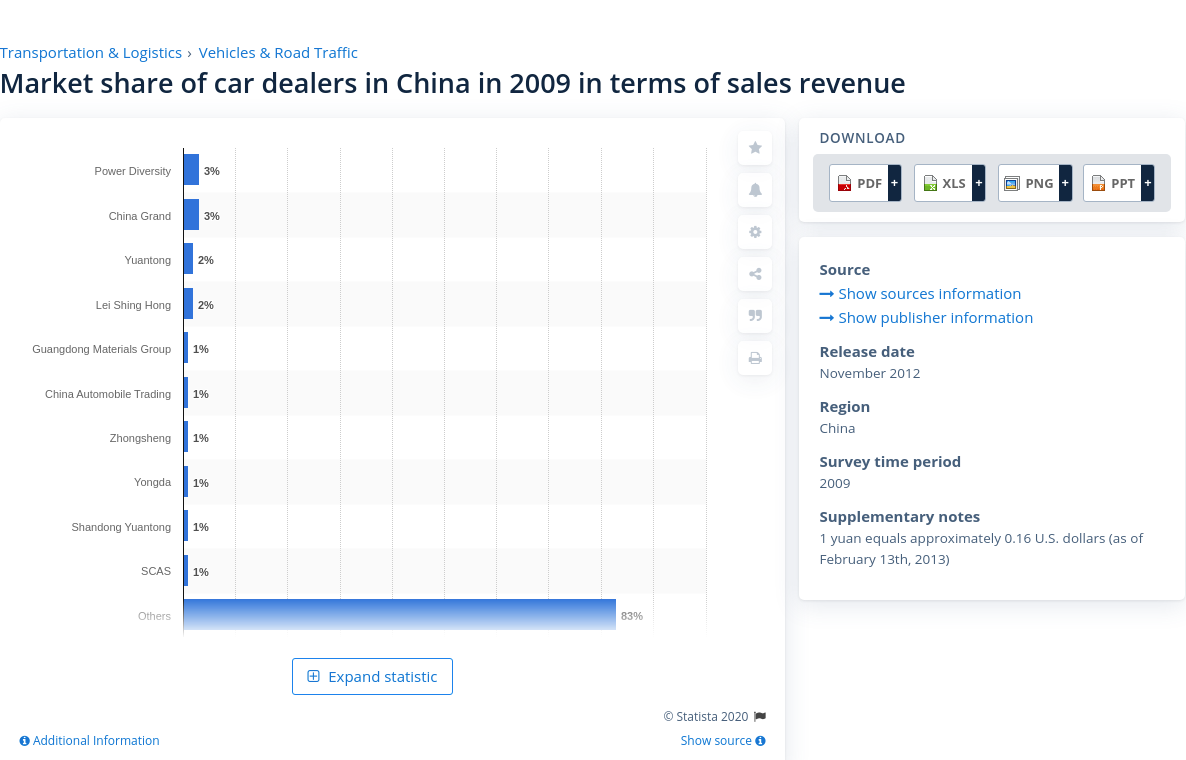 Transportation & Logistics › Vehicles & Road Traffic
Market share of car dealers in China in 2009 in terms of sales revenue
Power Diversity 3%
China Grand 3%
Yuantong 2%
Lei Shing Hong 2%
Guangdong Materials Group 1%
China Automobile Trading 1%
Zhongsheng 1%
Yongda 1%
Shandong Yuantong 1%
SCAS 1%
Others 83%
Expand statistic
© Statista 2020
Additional Information
Show source
DOWNLOAD
PDF + XLS + PNG + PPT +
Source
Show sources information
Show publisher information
Release date
November 2012
Region
China
Survey time period
2009
Supplementary notes
1 yuan equals approximately 0.16 U.S. dollars (as of
February 13th, 2013)